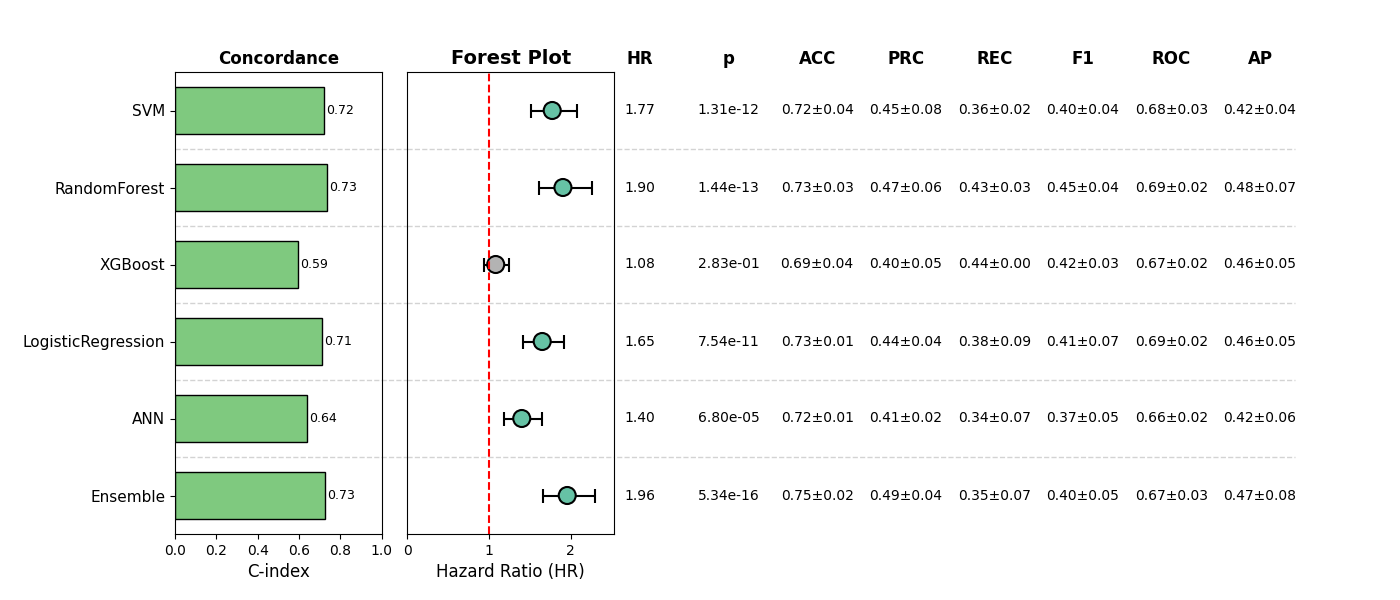 Concordance Forest Plot HR p ACC PRC REC F1 ROC AP
SVM 0.72 1.77 1.31e-12 0.72±0.04 0.45±0.08 0.36±0.02 0.40±0.04 0.68±0.03 0.42±0.04
RandomForest 0.73 1.90 1.44e-13 0.73±0.03 0.47±0.06 0.43±0.03 0.45±0.04 0.69±0.02 0.48±0.07
XGBoost 0.59 1.08 2.83e-01 0.69±0.04 0.40±0.05 0.44±0.00 0.42±0.03 0.67±0.02 0.46±0.05
LogisticRegression 0.71 1.65 7.54e-11 0.73±0.01 0.44±0.04 0.38±0.09 0.41±0.07 0.69±0.02 0.46±0.05
ANN 0.64 1.40 6.80e-05 0.72±0.01 0.41±0.02 0.34±0.07 0.37±0.05 0.66±0.02 0.42±0.06
Ensemble 0.73 1.96 5.34e-16 0.75±0.02 0.49±0.04 0.35±0.07 0.40±0.05 0.67±0.03 0.47±0.08
0.0 0.2 0.4 0.6 0.8 1.0 0 1 2
C-index Hazard Ratio (HR)